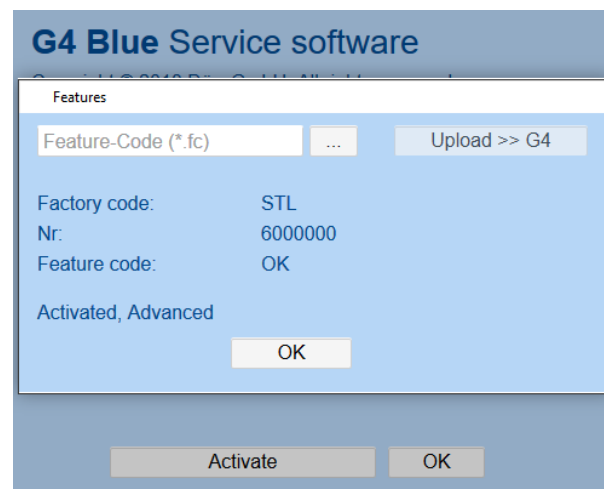 G4 Blue Service software
Features
Feature-Code (*.fc) ... Upload >> G4
Factory code: STL
Nr: 6000000
Feature code: OK
Activated, Advanced
OK
Activate OK